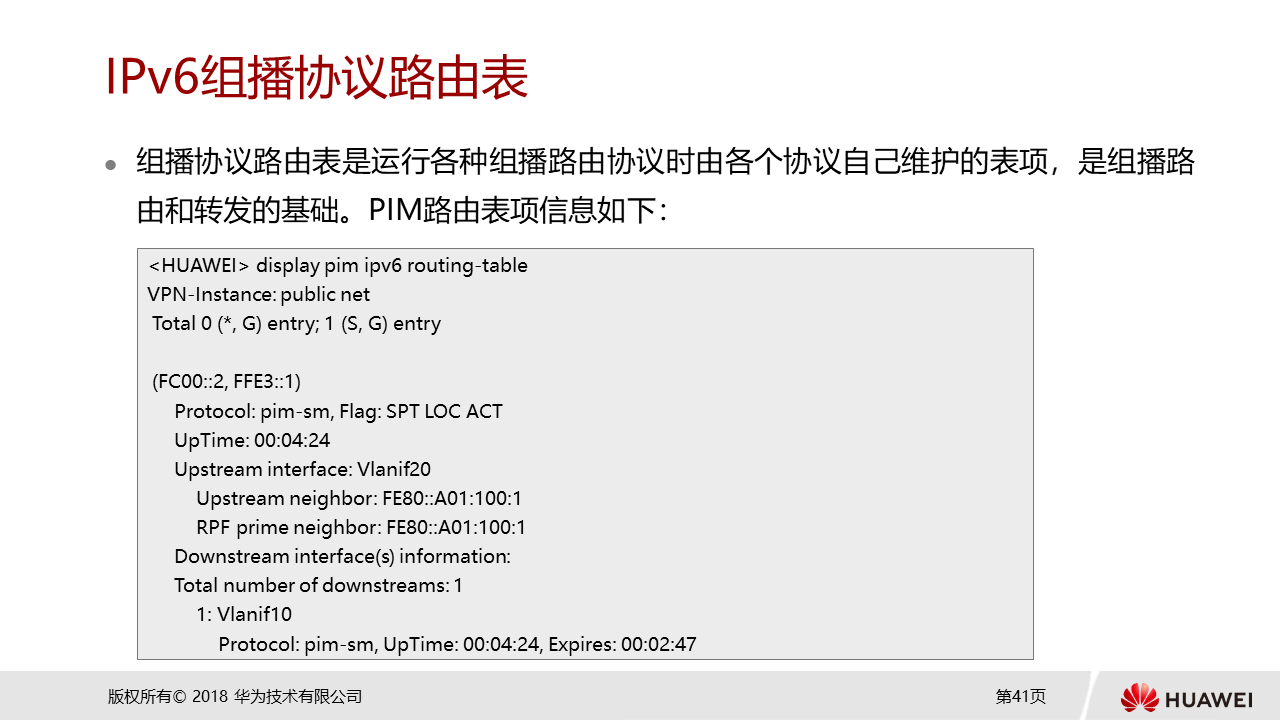 IPv6组播协议路由表
组播协议路由表是运行各种组播路由协议时由各个协议自己维护的表项，是组播路
由和转发的基础。PIM路由表项信息如下：
<HUAWEI> display pim ipv6 routing-table
VPN-Instance: public net
Total 0 (*, G) entry; 1 (S, G) entry
(FC00::2, FFE3::1)
Protocol: pim-sm, Flag: SPT LOC ACT
UpTime: 00:04:24
Upstream interface: Vlanif20
Upstream neighbor: FE80::A01:100:1
RPF prime neighbor: FE80::A01:100:1
Downstream interface(s) information:
Total number of downstreams: 1
1: Vlanif10
Protocol: pim-sm, UpTime: 00:04:24, Expires: 00:02:47
版权所有© 2018 华为技术有限公司
第41页
HUAWEI